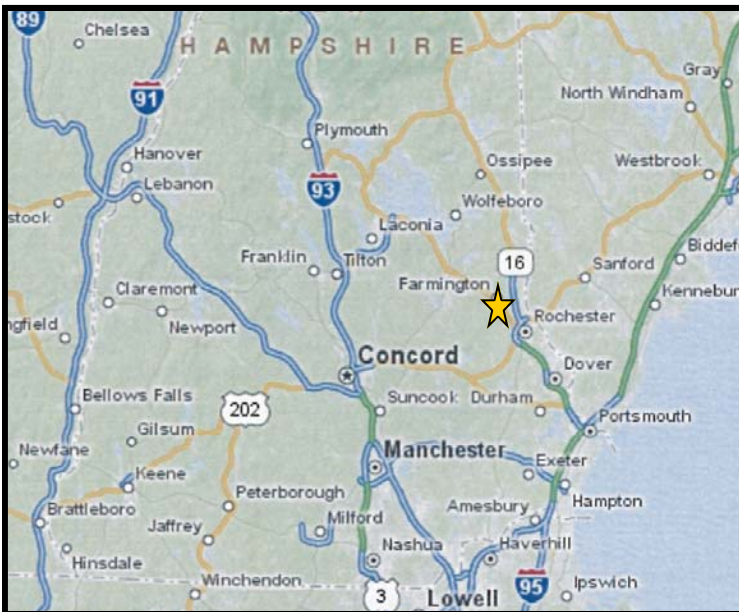 89
Chelsea
HAMPSHIRE
Gray
91
North Windham
Plymouth
Hanover
Ossipee
Westbrook
93
Lebanon
Wolfeboro
stock
Laconia
Franklin
Tilton
16
Biddef
Sanford
Farmington
Claremont
Kennebun
Newport
Rochester
ngfield
Concord
Dover
Bellows Falls
202
Suncook
Durham
Portsmouth
Gilsum
Manchester
Newfane
Keene
Exeter
Peterborough
Hampton
Brattleboro
Milford
Amesbury
Jaffrey
Nashua
Haverhill
Hinsdale
Winchendon
3
Lowell
95
Ipswich